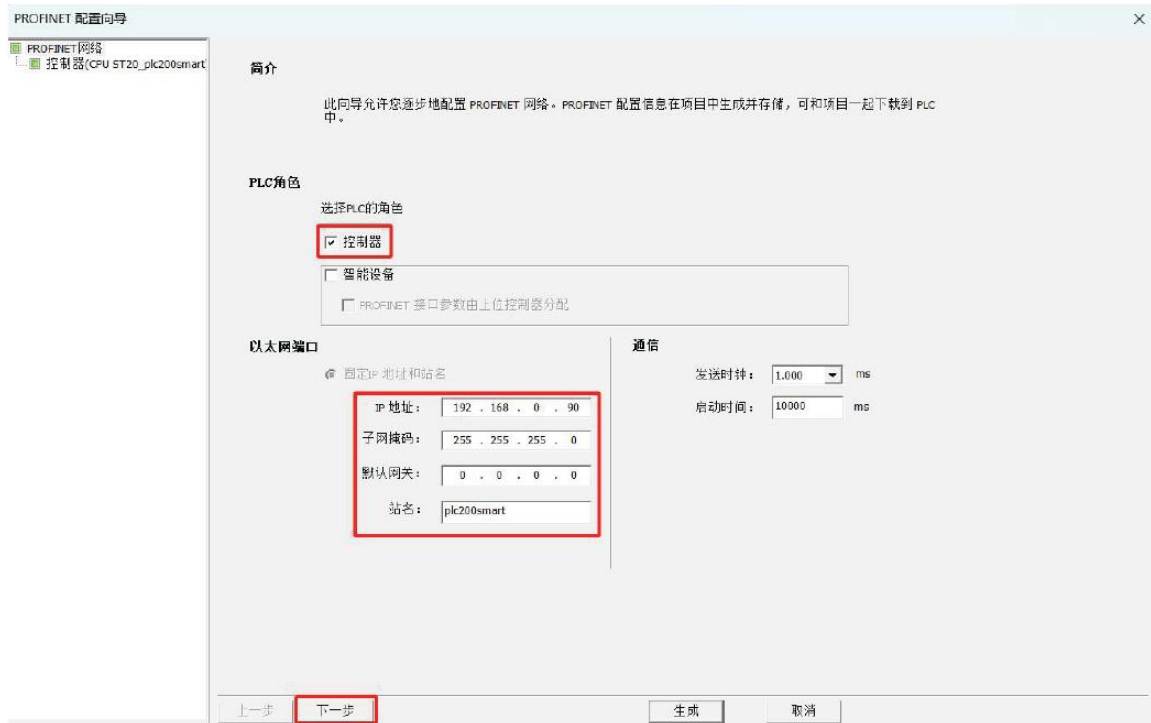 PROFINET 配置向导
PROFINET网络
控制器(CPU ST20_plc200smart
简介
此向导允许您逐步地配置 PROFINET 网络。PROFINET 配置信息在项目中生成并存储，可和项目一起下载到 PLC
中。
PLC角色
选择PLC的角色
控制器
智能设备
PROFINET 接口参数由上位控制器分配
以太网端口
固定IP 地址和站名
IP 地址： 192 . 168 . 0 . 90
子网掩码： 255 . 255 . 255 . 0
默认网关： 0 . 0 . 0 . 0
站名： plc200smart
通信
发送时钟： 1.000 ms
启动时间： 10000 ms
上一步 下一步 生成 取消